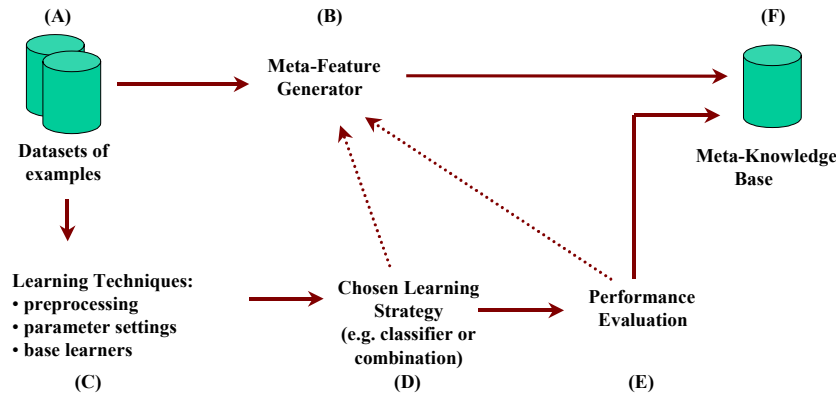 (A)
(B)
(F)
Meta-Feature
Generator
Datasets of
examples
Meta-Knowledge
Base
Learning Techniques:
• preprocessing
• parameter settings
• base learners
Chosen Learning
Strategy
(e.g. classifier or
combination)
Performance
Evaluation
(C)
(D)
(E)